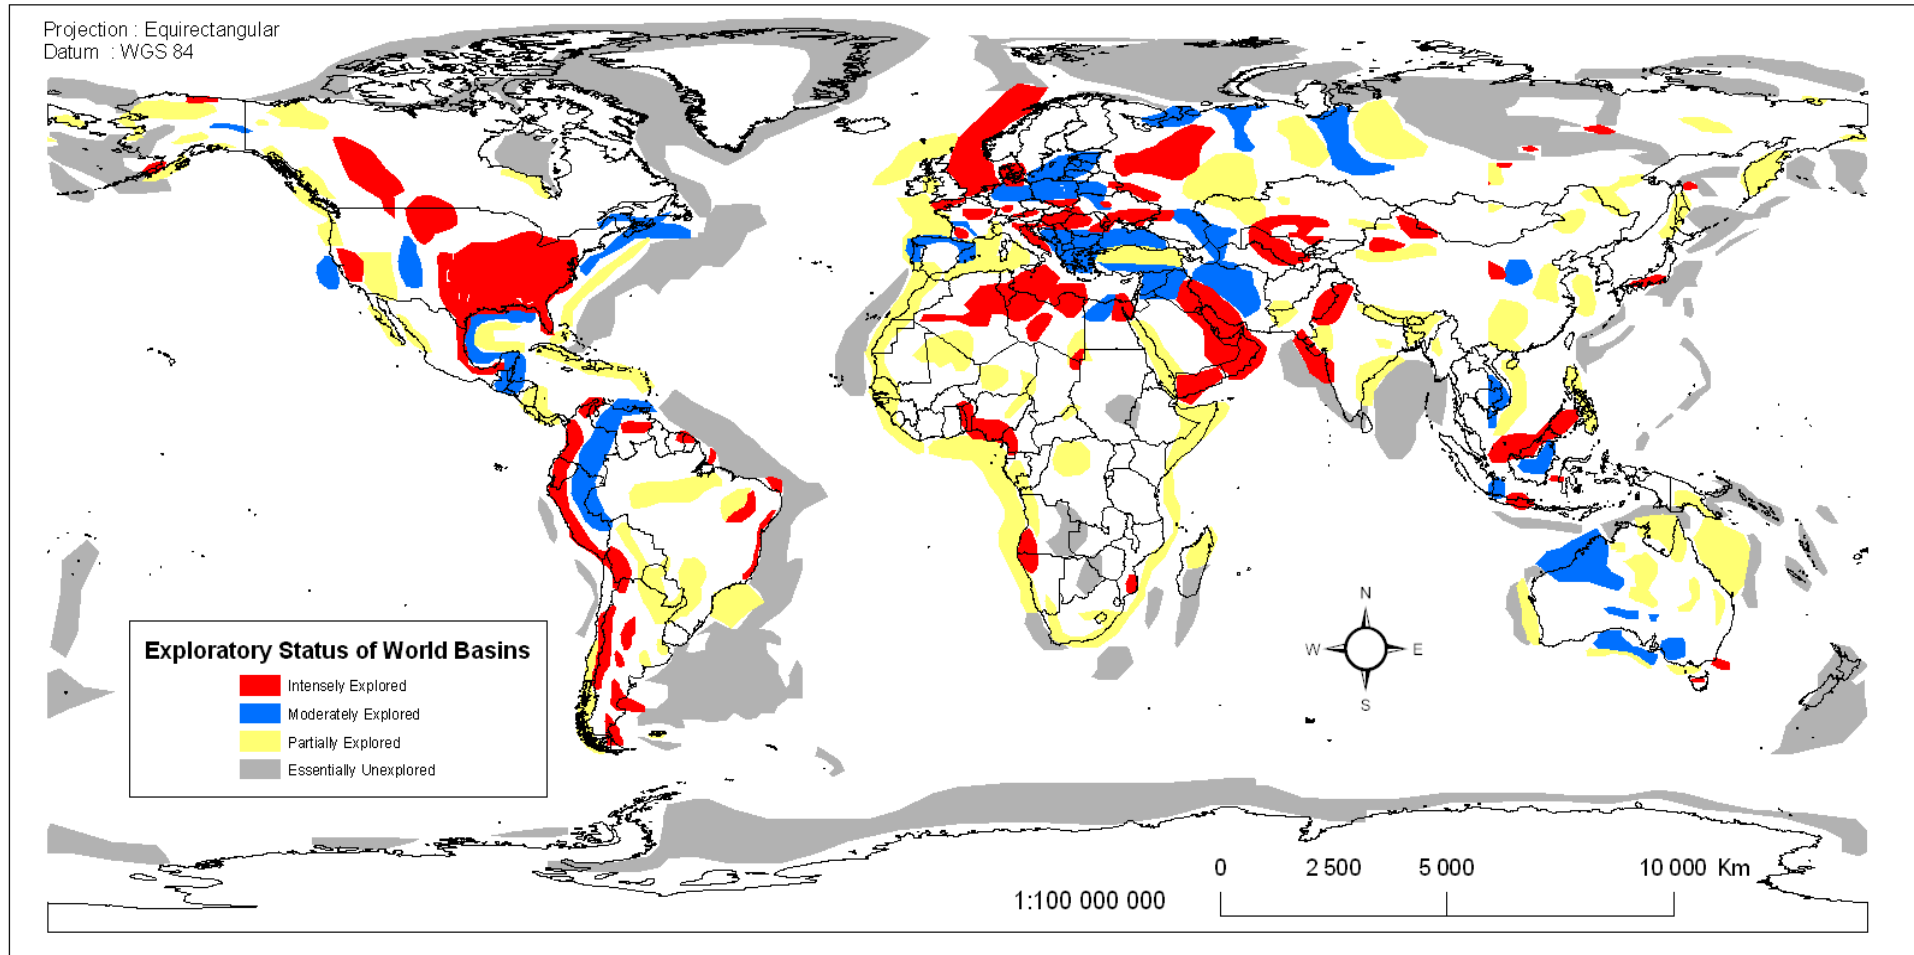 Projection : Equirectangular
Datum : WGS 84
Exploratory Status of World Basins
Intensely Explored
Moderately Explored
Partially Explored
Essentially Unexplored
N
W E
S
0 2 500 5 000 10 000 Km
1:100 000 000